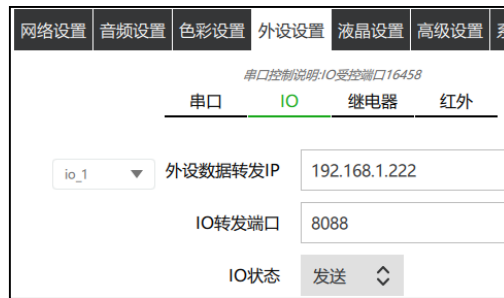 网络设置 音频设置 色彩设置 外设设置 液晶设置 高级设置
串口控制说明:IO受控端口16458
串口 IO 继电器 红外
io_1 外设数据转发IP 192.168.1.222
IO转发端口 8088
IO状态 发送